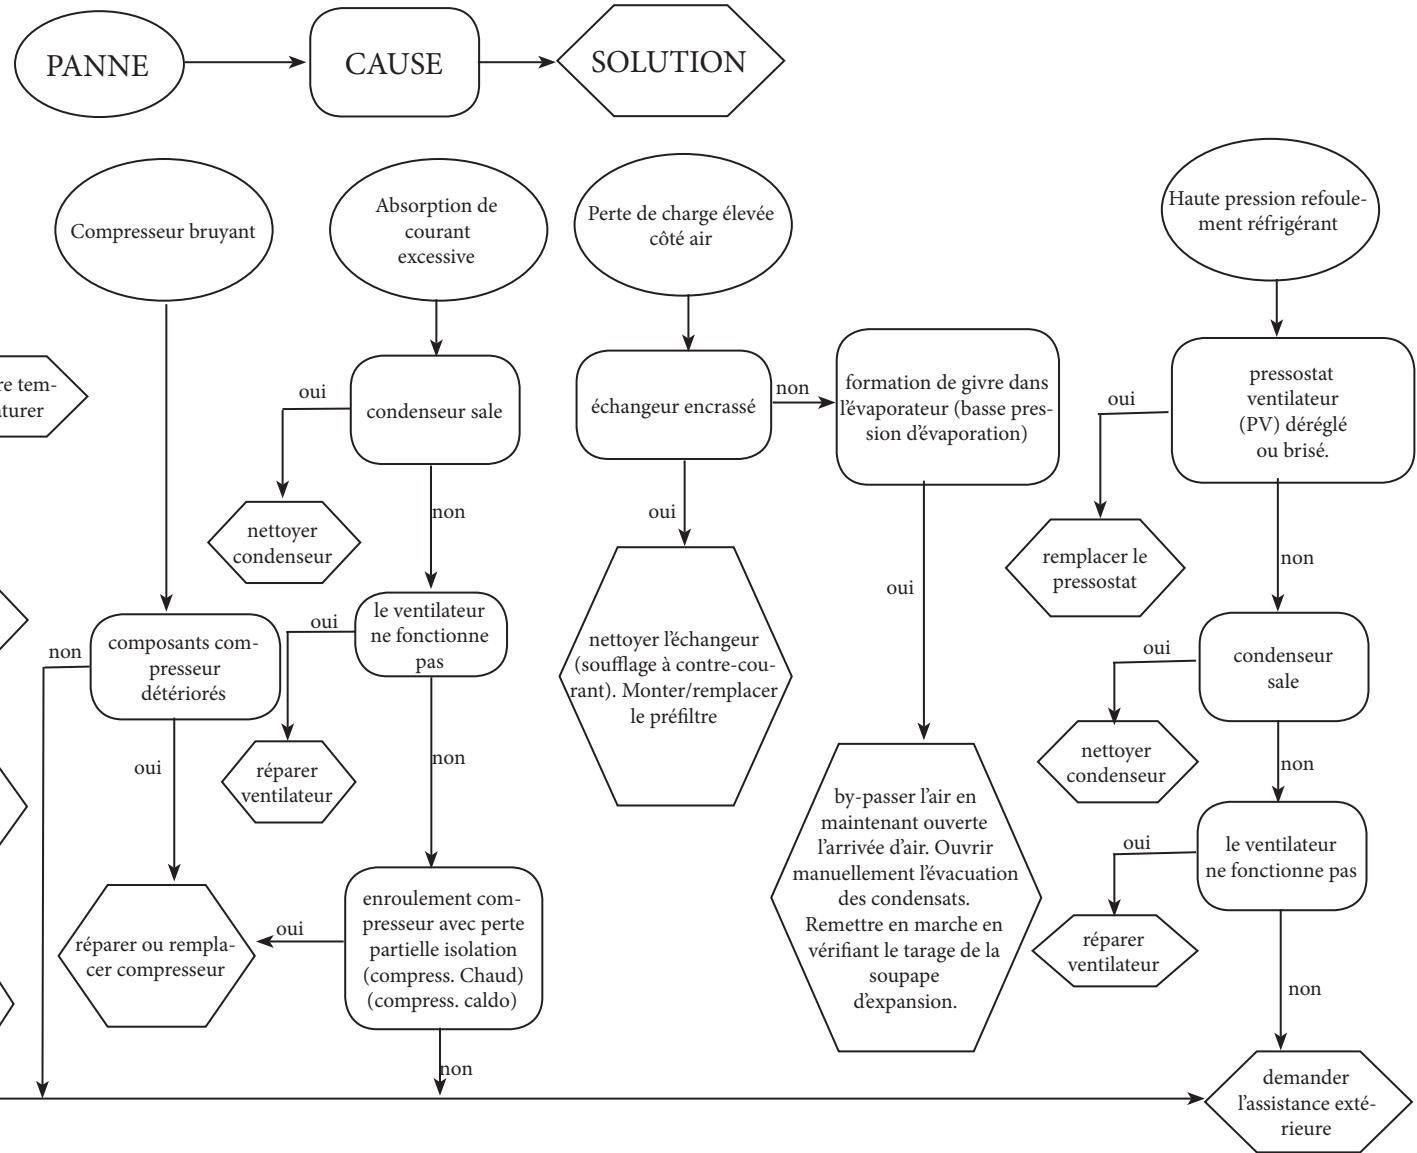 PANNE
CAUSE
SOLUTION
Compresseur bruyant
Absorption de
courant
excessive
Perte de charge élevée
côté air
Haute pression refoule-
ment réfrigérant
re tem-
aturer
oui
condenseur sale
nettoyer
condenseur
non
échangeur encrassé
non
formation de givre dans
l'évaporateur (basse pres-
sion d'évaporation)
oui
pressostat
ventilateur
(PV) déréglé
ou brisé.
oui
remplacer le
pressostat
non
nettoyer l'échangeur
(soufflage à contre-cou-
rant). Monter/remplacer
le préfiltre
oui
non
composants com-
presseur
détériorés
oui
oui
le ventilateur
ne fonctionne
pas
réparer
ventilateur
non
by-passer l'air en
maintenant ouverte
l'arrivée d'air. Ouvrir
manuellement l'évacuation
des condensats.
Remettre en marche en
vérifiant le tarage de la
soupape
d'expansion.
oui
condenseur
sale
nettoyer
condenseur
non
oui
le ventilateur
ne fonctionne pas
réparer
ventilateur
non
réparer ou rempla-
cer compresseur
oui
enroulement com-
presseur avec perte
partielle isolation
(compress. Chaud)
(compress. caldo)
non
demander
l'assistance exté-
rieure